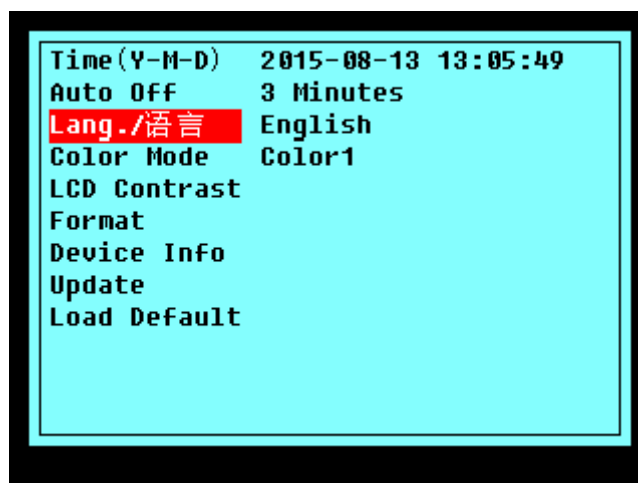 Time(Y-M-D) 2015-08-13 13:05:49
Auto Off 3 Minutes
Lang./语言 English
Color Mode Color1
LCD Contrast
Format
Device Info
Update
Load Default